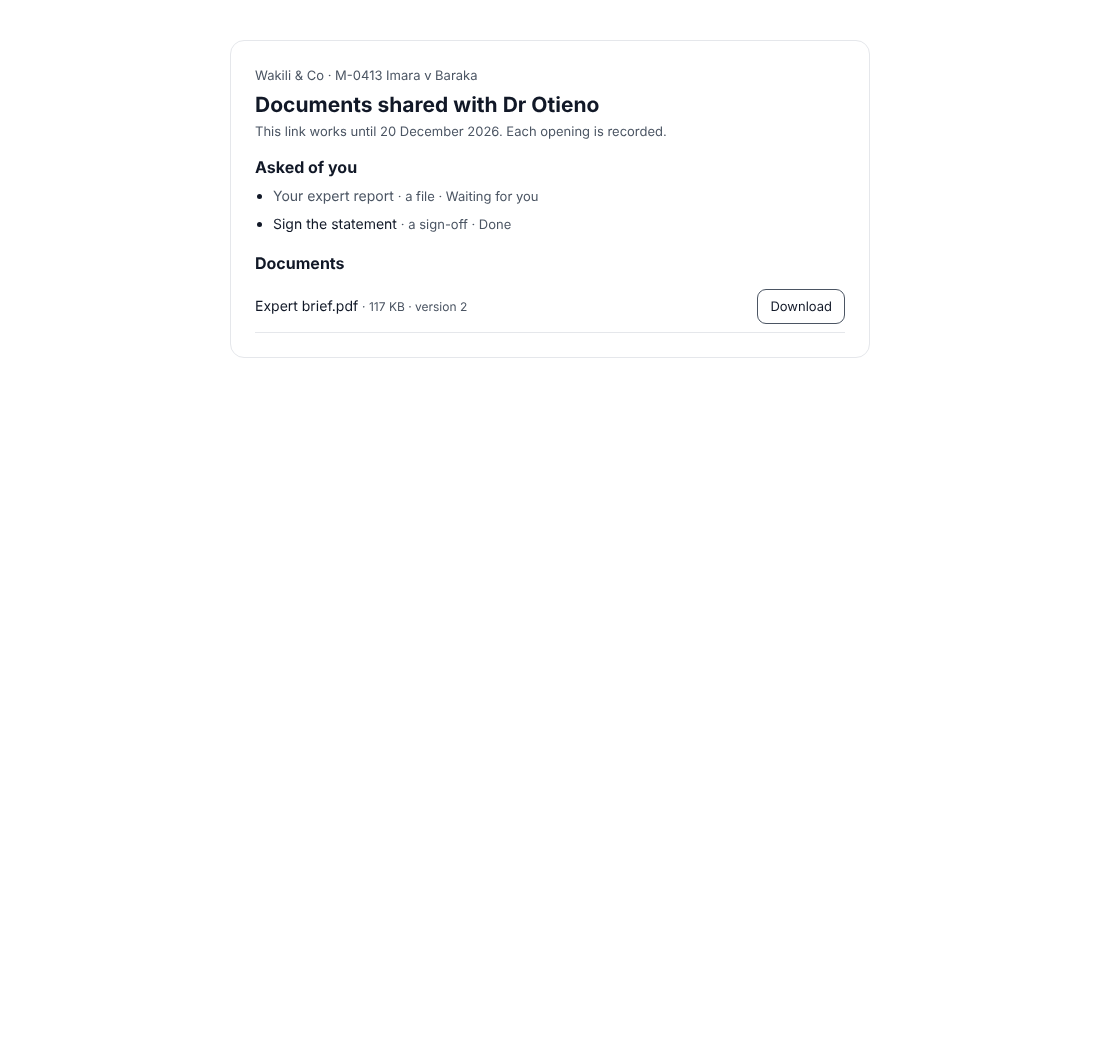 Wakili & Co · M-0413 Imara v Baraka
Documents shared with Dr Otieno
This link works until 20 December 2026. Each opening is recorded.
Asked of you
• Your expert report · a file · Waiting for you
• Sign the statement · a sign-off · Done
Documents
Expert brief.pdf · 117 KB · version 2
Download